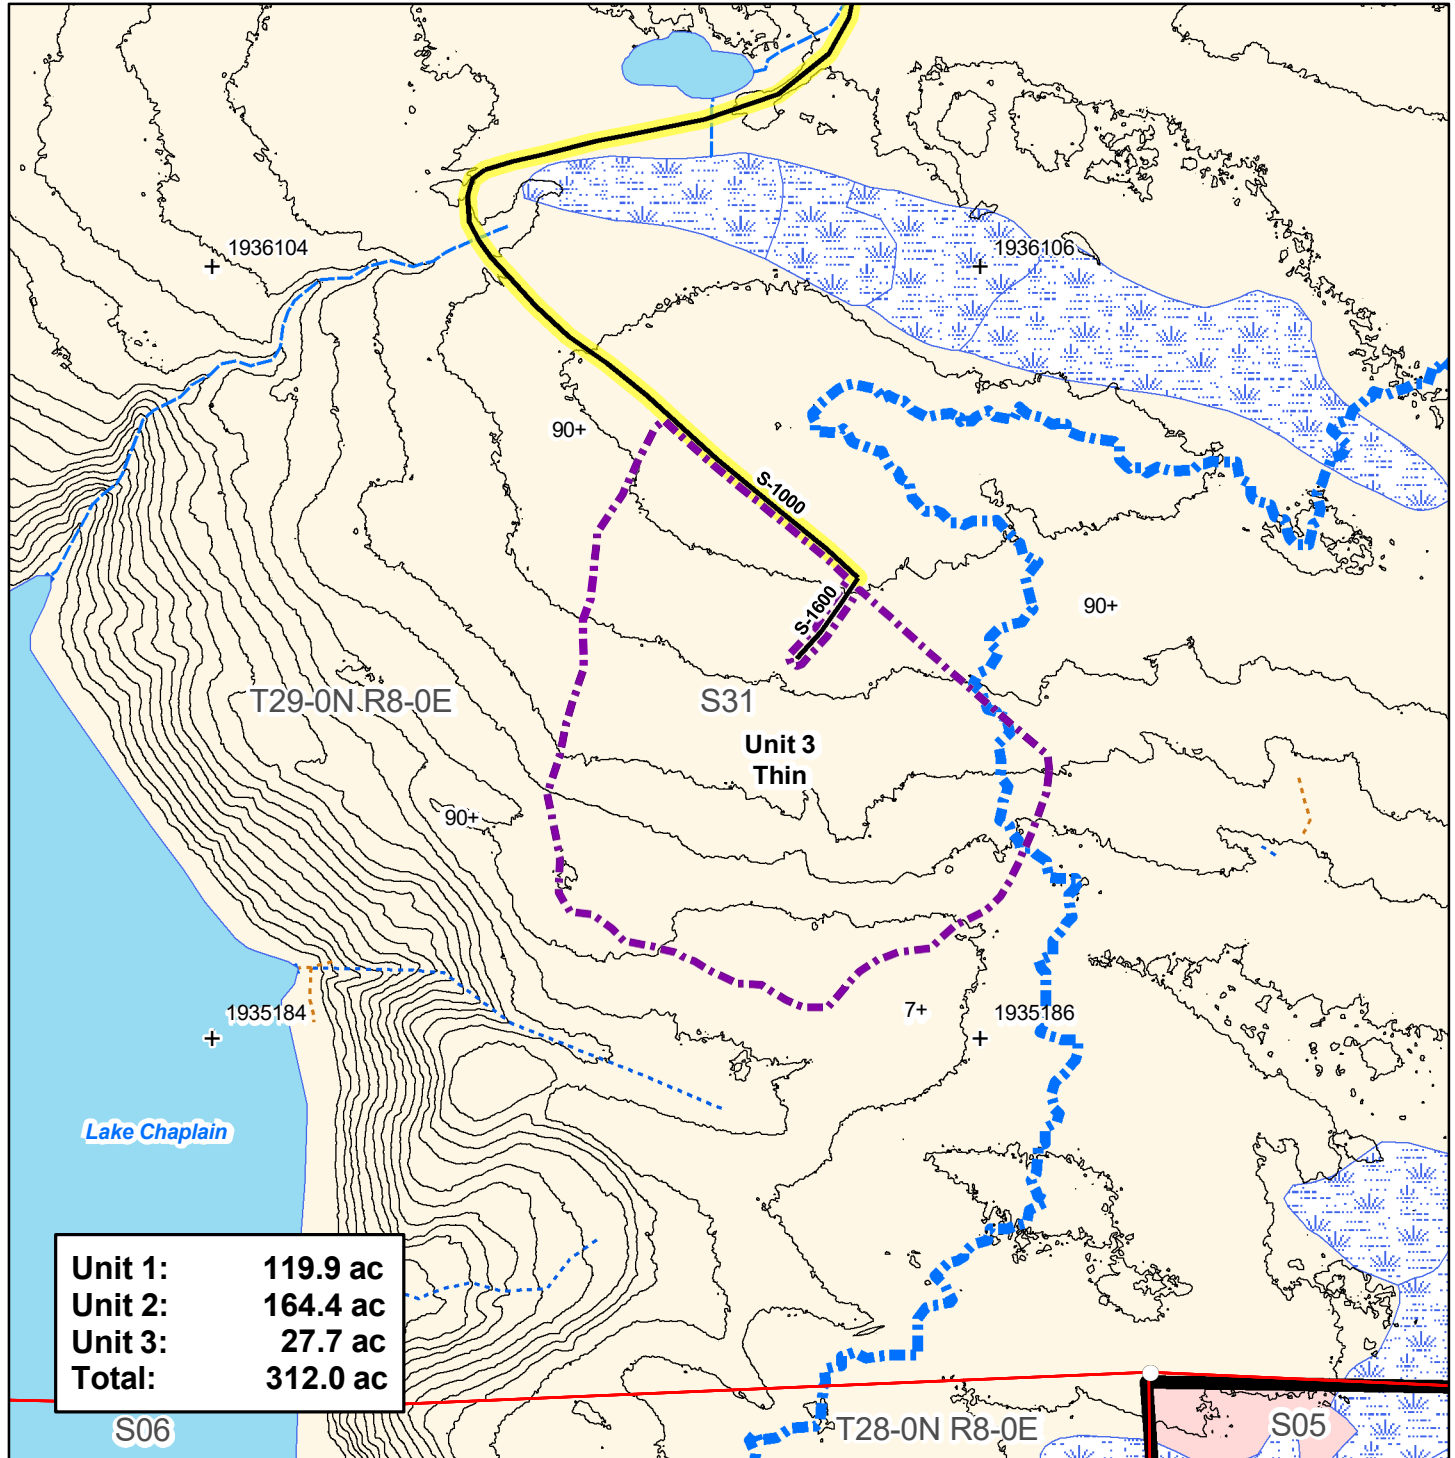 1936104
1936106
90+
S-1000
S-1600
90+
T29-0N R8-0E
S31
Unit 3
Thin
90+
1935184
7+
1935186
Lake Chaplain
Unit 1: 119.9 ac
Unit 2: 164.4 ac
Unit 3: 27.7 ac
Total: 312.0 ac
S06
T28-0N R8-0E
S05